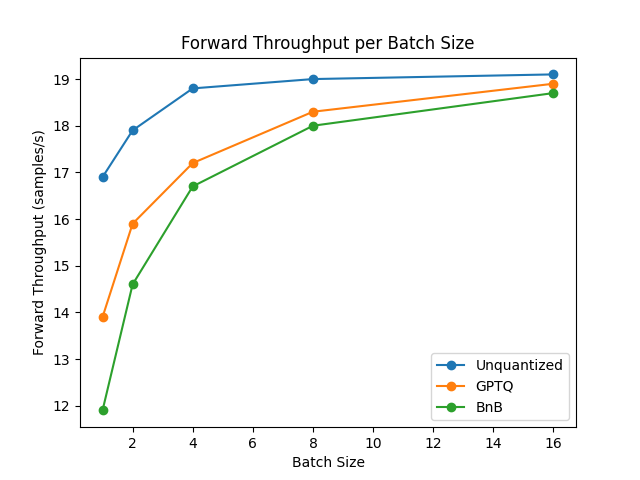 Forward Throughput per Batch Size
Forward Throughput (samples/s)
19
18
17
16
15
14
13
12
2
4
6
8
10
12
14
16
Batch Size
Unquantized
GPTQ
BnB